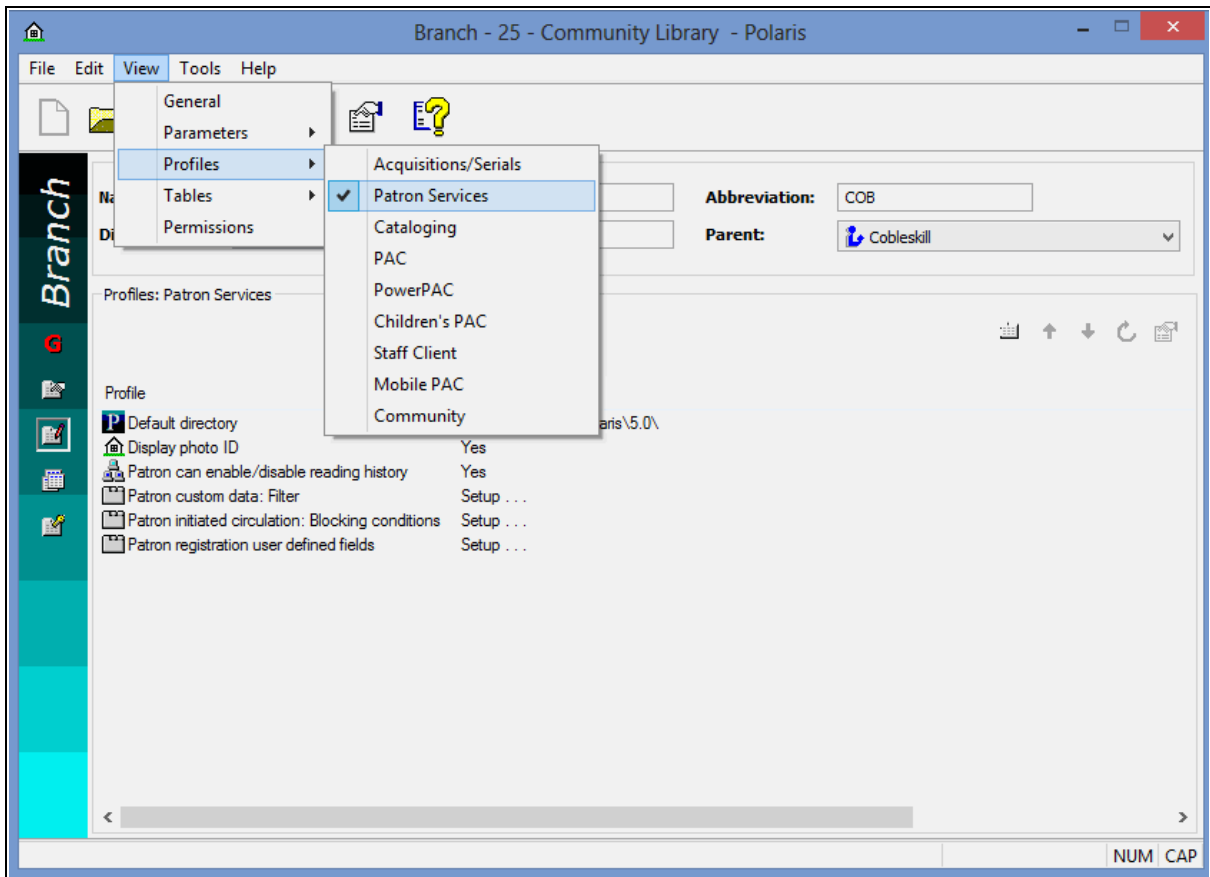 Branch - 25 - Community Library - Polaris
File Edit View Tools Help
General
Parameters
Profiles
Tables
Permissions
Acquisitions/Serials
Patron Services
Cataloging
PAC
PowerPAC
Children's PAC
Staff Client
Mobile PAC
Community
Branch
Abbreviation: COB
Parent: Cobleskill
Profiles: Patron Services
Profile
Default directory aris\5.0\
Display photo ID Yes
Patron can enable/disable reading history Yes
Patron custom data: Filter Setup . . .
Patron initiated circulation: Blocking conditions Setup . . .
Patron registration user defined fields Setup . . .
NUM CAP